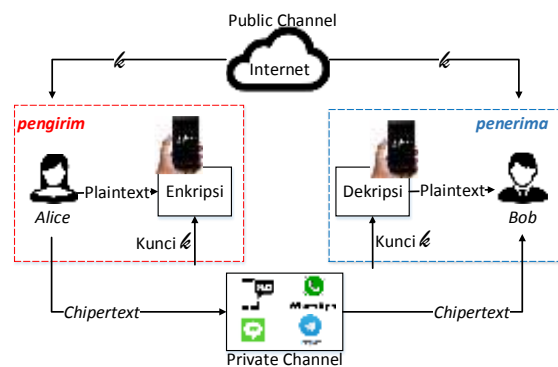 Public Channel
k
Internet
k
pengirim
penerima
Plaintext
Enkripsi
Dekripsi
Plaintext
Alice
Bob
Kunci k
Kunci k
Chipertext
Chipertext
Private Channel